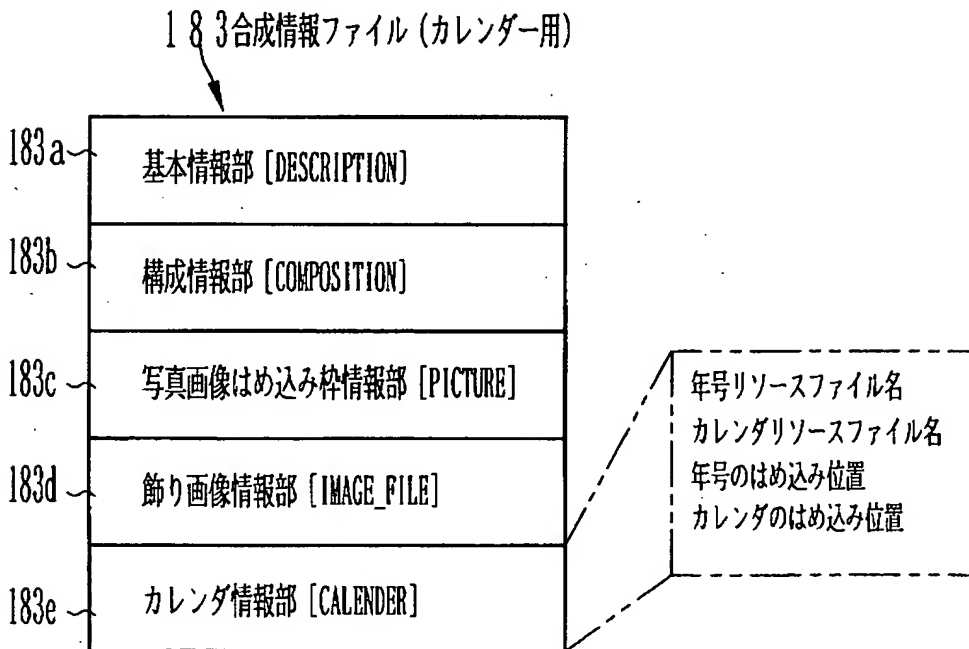 183合成情報ファイル(カレンダー用)
183a
基本情報部 [DESCRIPTION]
183b
構成情報部 [COMPOSITION]
183c
写真画像はめ込み枠情報部 [PICTURE]
183d
飾り画像情報部 [IMAGE_FILE]
183e
カレンダ情報部 [CALENDER]
年号リソースファイル名
カレンダリソースファイル名
年号のはめ込み位置
カレンダのはめ込み位置